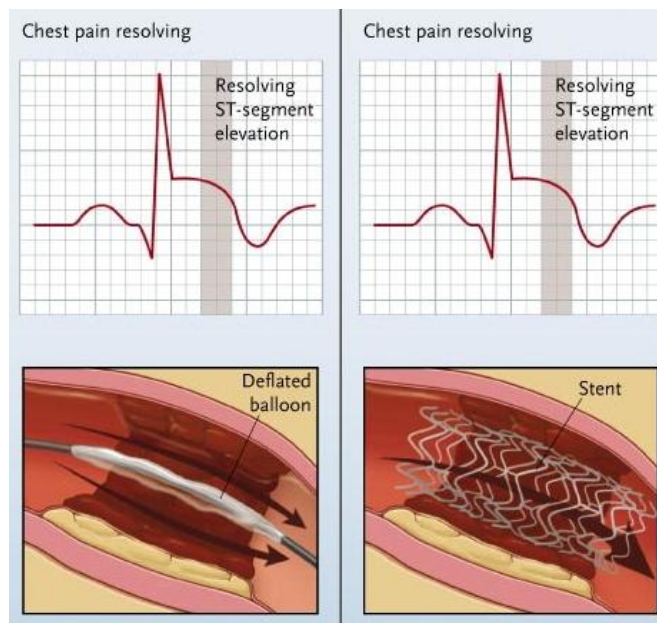 Chest pain resolving
Resolving
ST-segment
elevation
Deflated
balloon
Chest pain resolving
Resolving
ST-segment
elevation
Stent